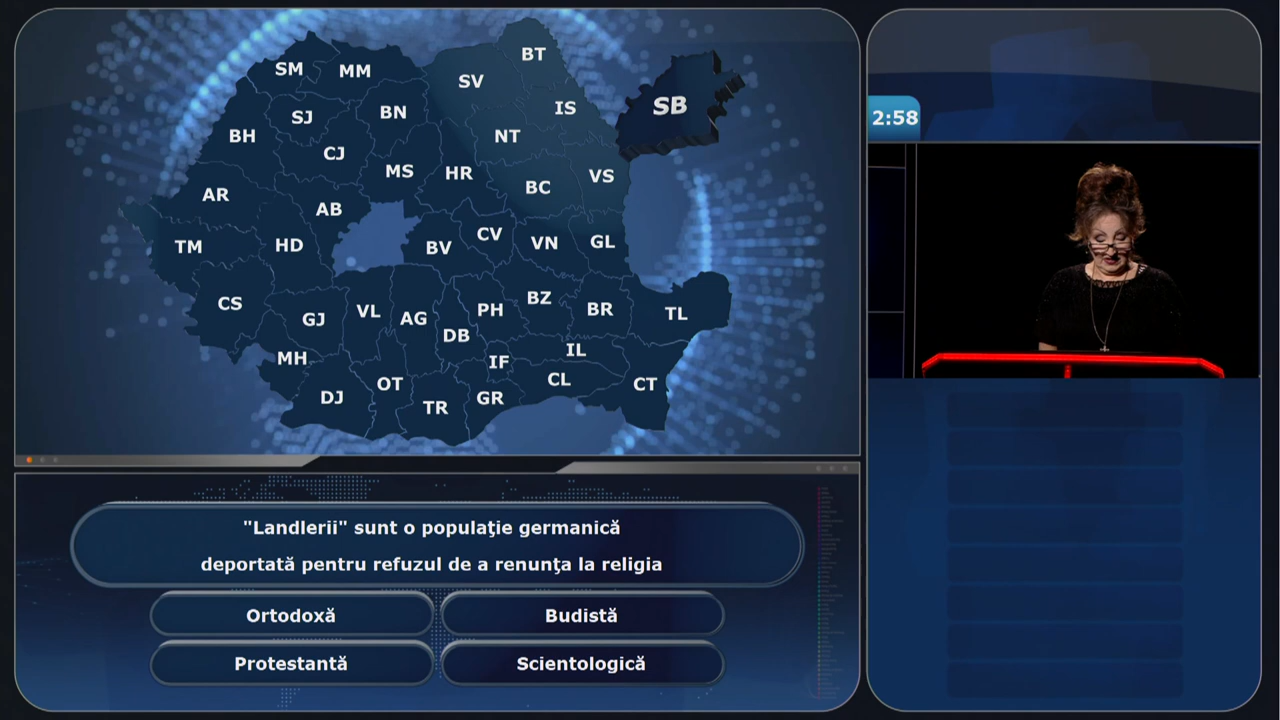 BT
SM
MM
SV
SB
IS
BN
SJ
2:58
BH
NT
CJ
MS
HR
VS
BC
AR
AB
CV
TM
HD
BV
VN
GL
CS
BZ
VL
PH
BR
TL
GJ
AG
DB
IL
MH
IF
CL
OT
CT
DJ
GR
TR
"Landlerii" sunt o populaţie germanică
deportată pentru refuzul de a renunţa la religia
Ortodoxă
Budistă
Protestantă
Scientologică